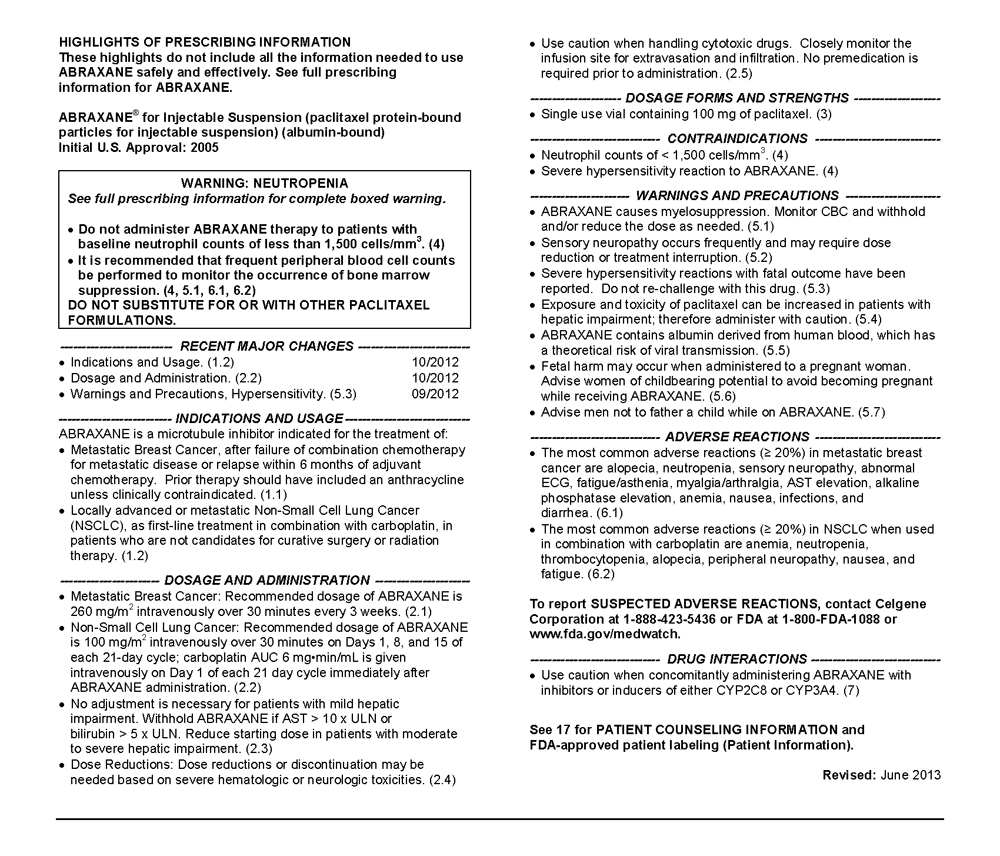 HIGHLIGHTS OF PRESCRIBING INFORMATION
These highlights do not include all the information needed to use
ABRAXANE safely and effectively. See full prescribing
information for ABRAXANE.
ABRAXANE® for Injectable Suspension (paclitaxel protein-bound
particles for injectable suspension) (albumin-bound)
Initial U.S. Approval: 2005
WARNING: NEUTROPENIA
See full prescribing information for complete boxed warning.
• Do not administer ABRAXANE therapy to patients with
baseline neutrophil counts of less than 1,500 cells/mm³. (4)
• It is recommended that frequent peripheral blood cell counts
be performed to monitor the occurrence of bone marrow
suppression. (4, 5.1, 6.1, 6.2)
DO NOT SUBSTITUTE FOR OR WITH OTHER PACLITAXEL
FORMULATIONS.
------------------------- RECENT MAJOR CHANGES -------------------------
• Indications and Usage. (1.2) 10/2012
• Dosage and Administration. (2.2) 10/2012
• Warnings and Precautions, Hypersensitivity. (5.3) 09/2012
-------------------------- INDICATIONS AND USAGE----------------------------
ABRAXANE is a microtubule inhibitor indicated for the treatment of:
• Metastatic Breast Cancer, after failure of combination chemotherapy
for metastatic disease or relapse within 6 months of adjuvant
chemotherapy. Prior therapy should have included an anthracycline
unless clinically contraindicated. (1.1)
• Locally advanced or metastatic Non-Small Cell Lung Cancer
(NSCLC), as first-line treatment in combination with carboplatin, in
patients who are not candidates for curative surgery or radiation
therapy. (1.2)
---------------------- DOSAGE AND ADMINISTRATION ---------------------
• Metastatic Breast Cancer: Recommended dosage of ABRAXANE is
260 mg/m² intravenously over 30 minutes every 3 weeks. (2.1)
• Non-Small Cell Lung Cancer: Recommended dosage of ABRAXANE
is 100 mg/m² intravenously over 30 minutes on Days 1, 8, and 15 of
each 21-day cycle; carboplatin AUC 6 mg•min/mL is given
intravenously on Day 1 of each 21 day cycle immediately after
ABRAXANE administration. (2.2)
• No adjustment is necessary for patients with mild hepatic
impairment. Withhold ABRAXANE if AST > 10 x ULN or
bilirubin > 5 x ULN. Reduce starting dose in patients with moderate
to severe hepatic impairment. (2.3)
• Dose Reductions: Dose reductions or discontinuation may be
needed based on severe hematologic or neurologic toxicities. (2.4)
• Use caution when handling cytotoxic drugs. Closely monitor the
infusion site for extravasation and infiltration. No premedication is
required prior to administration. (2.5)
--------------------- DOSAGE FORMS AND STRENGTHS --------------------
• Single use vial containing 100 mg of paclitaxel. (3)
----------------------------- CONTRAINDICATIONS ----------------------------
• Neutrophil counts of < 1,500 cells/mm³. (4)
• Severe hypersensitivity reaction to ABRAXANE. (4)
---------------------- WARNINGS AND PRECAUTIONS ----------------------
• ABRAXANE causes myelosuppression. Monitor CBC and withhold
and/or reduce the dose as needed. (5.1)
• Sensory neuropathy occurs frequently and may require dose
reduction or treatment interruption. (5.2)
• Severe hypersensitivity reactions with fatal outcome have been
reported. Do not re-challenge with this drug. (5.3)
• Exposure and toxicity of paclitaxel can be increased in patients with
hepatic impairment; therefore administer with caution. (5.4)
• ABRAXANE contains albumin derived from human blood, which has
a theoretical risk of viral transmission. (5.5)
• Fetal harm may occur when administered to a pregnant woman.
Advise women of childbearing potential to avoid becoming pregnant
while receiving ABRAXANE. (5.6)
• Advise men not to father a child while on ABRAXANE. (5.7)
----------------------------- ADVERSE REACTIONS ----------------------------
• The most common adverse reactions (≥ 20%) in metastatic breast
cancer are alopecia, neutropenia, sensory neuropathy, abnormal
ECG, fatigue/asthenia, myalgia/arthralgia, AST elevation, alkaline
phosphatase elevation, anemia, nausea, infections, and
diarrhea. (6.1)
• The most common adverse reactions (≥ 20%) in NSCLC when used
in combination with carboplatin are anemia, neutropenia,
thrombocytopenia, alopecia, peripheral neuropathy, nausea, and
fatigue. (6.2)
To report SUSPECTED ADVERSE REACTIONS, contact Celgene
Corporation at 1-888-423-5436 or FDA at 1-800-FDA-1088 or
www.fda.gov/medwatch.
----------------------------- DRUG INTERACTIONS -----------------------------
• Use caution when concomitantly administering ABRAXANE with
inhibitors or inducers of either CYP2C8 or CYP3A4. (7)
See 17 for PATIENT COUNSELING INFORMATION and
FDA-approved patient labeling (Patient Information).
Revised: June 2013